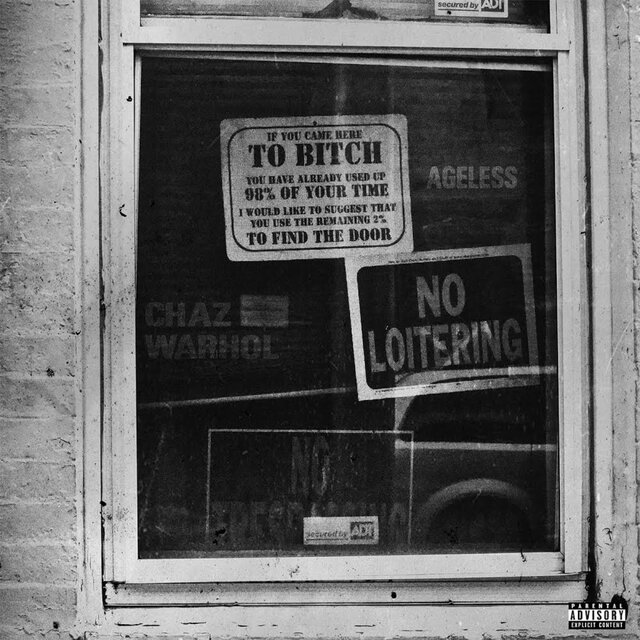 secured by ADT
IF YOU CAME HERE
TO BITCH
YOU HAVE ALREADY USED UP
98% OF YOUR TIME
I WOULD LIKE TO SUGGEST THAT
YOU USE THE REMAINING 2%
TO FIND THE DOOR
AGELESS
NO
LOITERING
CHAZ
WARHOL
NO
secured by ADT
PARENTAL
ADVISORY
EXPLICIT CONTENT